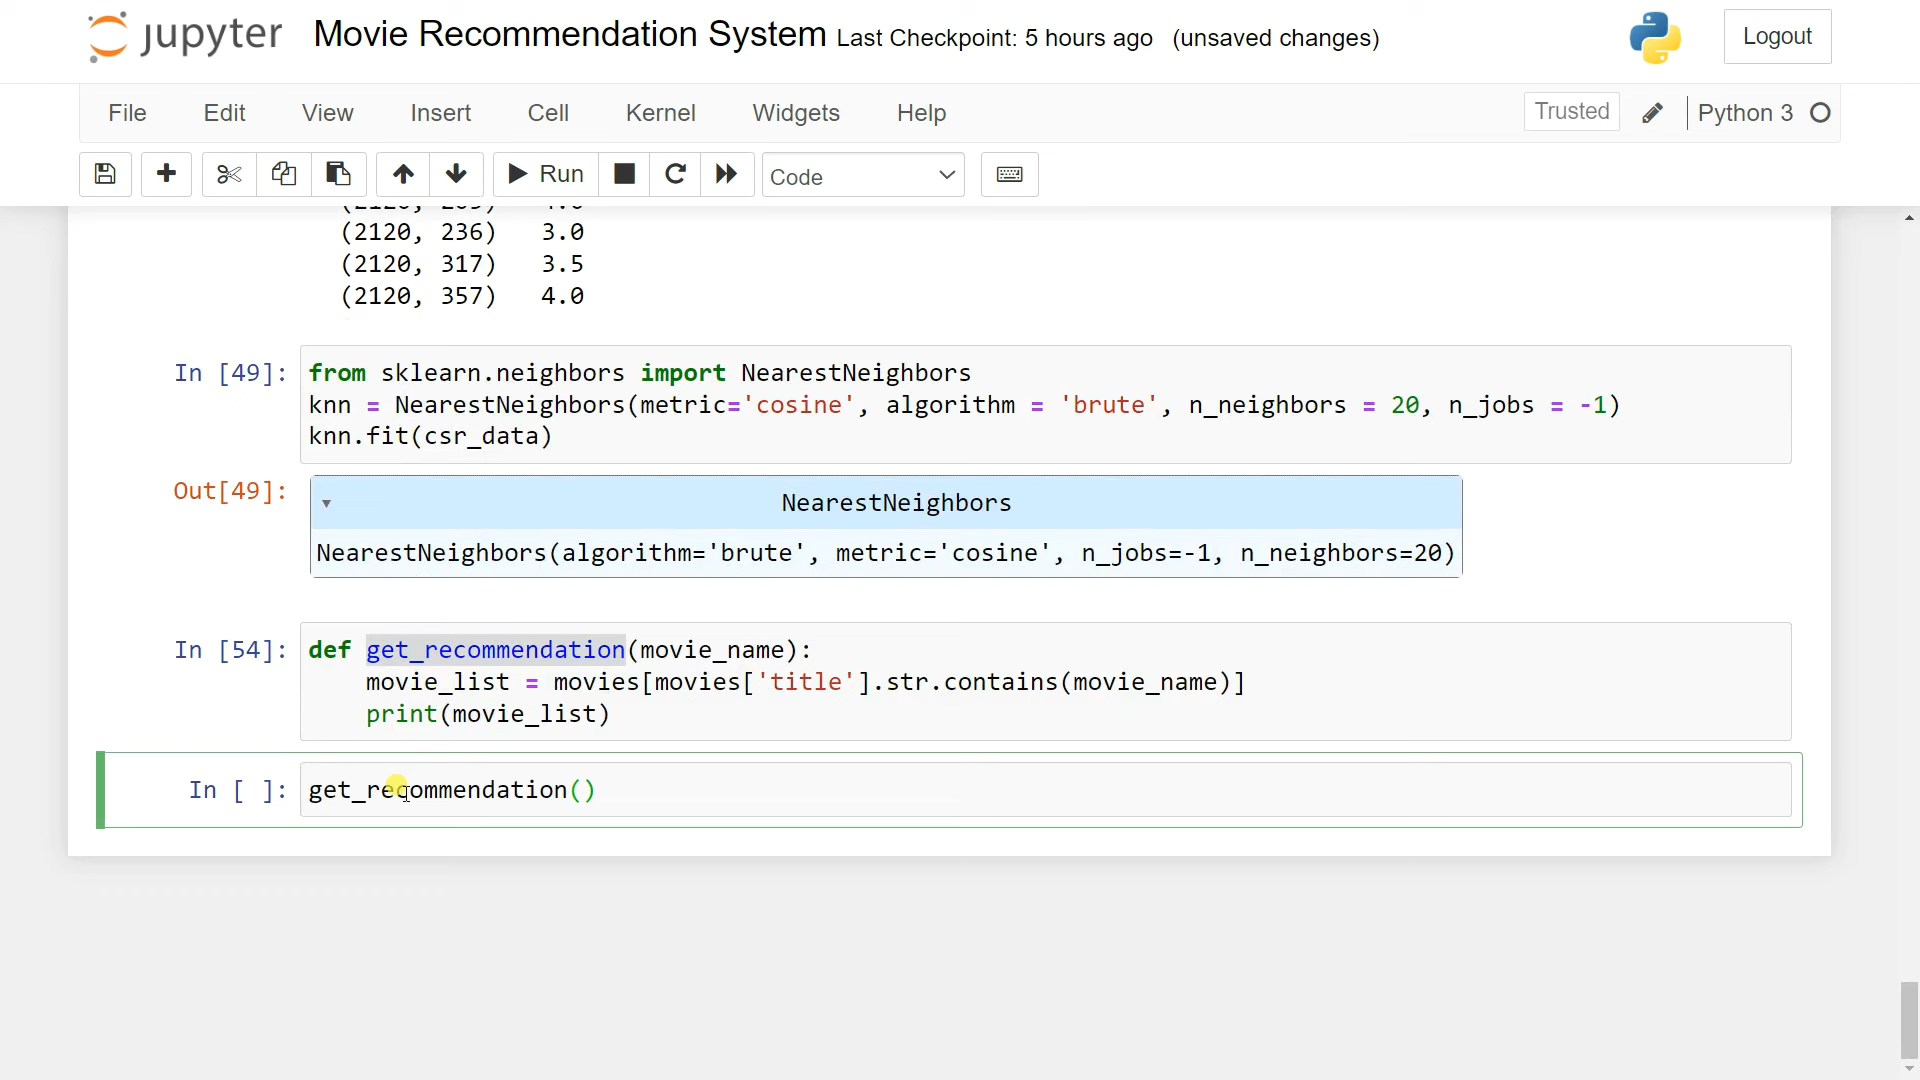 jupyter Movie Recommendation System Last Checkpoint: 5 hours ago (unsaved changes) Logout
File Edit View Insert Cell Kernel Widgets Help Trusted Python 3
Run Code
(2120, 236) 3.0
(2120, 317) 3.5
(2120, 357) 4.0
In [49]: from sklearn.neighbors import NearestNeighbors
knn = NearestNeighbors(metric='cosine', algorithm = 'brute', n_neighbors = 20, n_jobs = -1)
knn.fit(csr_data)
Out[49]: NearestNeighbors
NearestNeighbors(algorithm='brute', metric='cosine', n_jobs=-1, n_neighbors=20)
In [54]: def get_recommendation(movie_name):
movie_list = movies[movies['title'].str.contains(movie_name)]
print(movie_list)
In [ ]: get_recommendation()